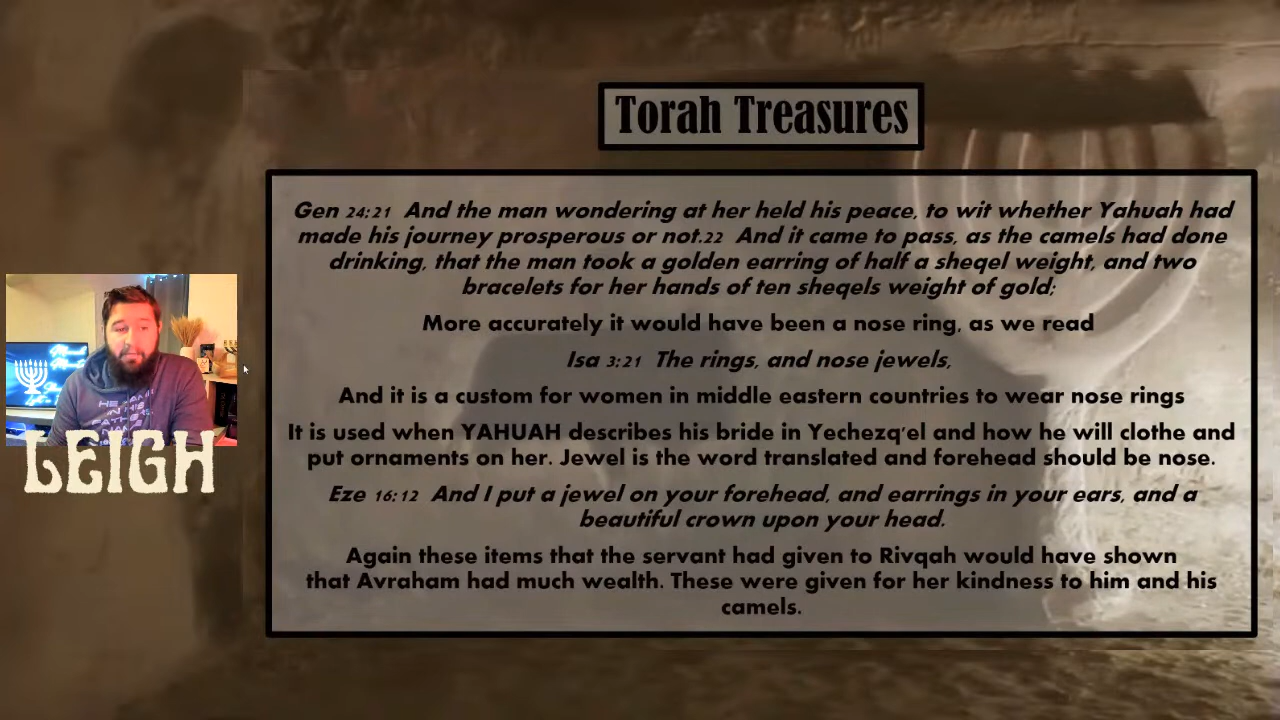 Torah Treasures
Gen 24:21 And the man wondering at her held his peace, to wit whether Yahuah had
made his journey prosperous or not.22 And it came to pass, as the camels had done
drinking, that the man took a golden earring of half a sheqel weight, and two
bracelets for her hands of ten sheqels weight of gold;
More accurately it would have been a nose ring, as we read
Isa 3:21 The rings, and nose jewels,
And it is a custom for women in middle eastern countries to wear nose rings
It is used when YAHUAH describes his bride in Yechezq'el and how he will clothe and
put ornaments on her. Jewel is the word translated and forehead should be nose.
Eze 16:12 And I put a jewel on your forehead, and earrings in your ears, and a
beautiful crown upon your head.
Again these items that the servant had given to Rivqah would have shown
that Avraham had much wealth. These were given for her kindness to him and his
camels.
LEIGH